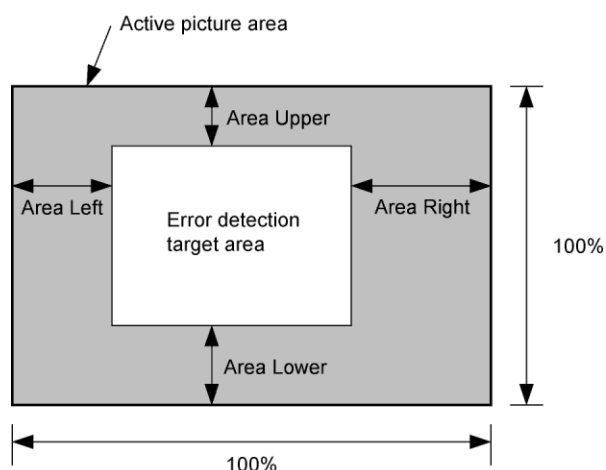 Active picture area
Area Upper
Area Left
Area Right
Error detection
target area
100%
Area Lower
100%